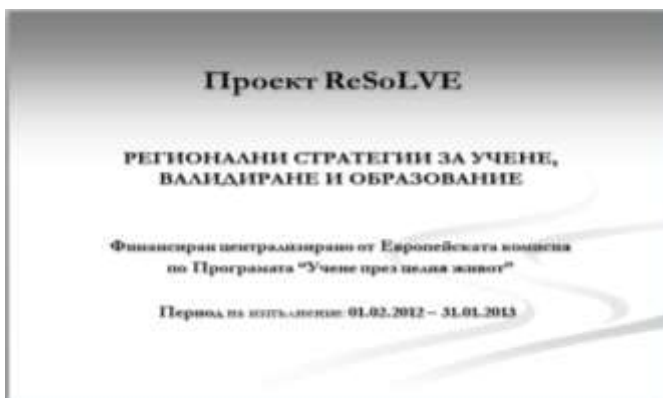 Проект ReSoLVE
РЕГИОНАЛНИ СТРАТЕГИИ ЗА УЧЕНЕ,
ВАЛИДИРАНЕ И ОБРАЗОВАНИЕ
Финансиран централизирано от Европейската комисия
по Програмата "Учене през целия живот"
Период на изпълнение: 01.02.2012 – 31.01.2013